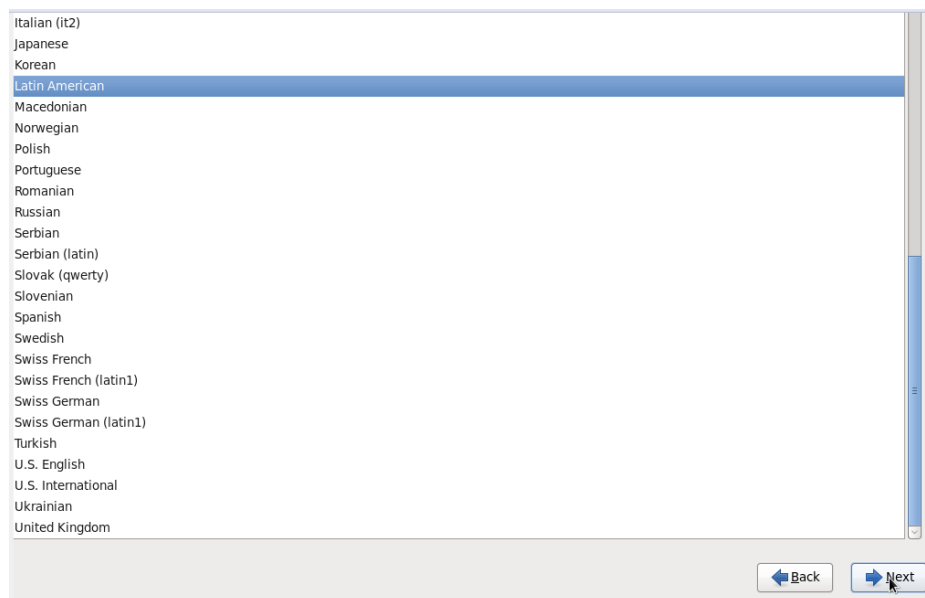 Italian (it2)
Japanese
Korean
Latin American
Macedonian
Norwegian
Polish
Portuguese
Romanian
Russian
Serbian
Serbian (latin)
Slovak (qwerty)
Slovenian
Spanish
Swedish
Swiss French
Swiss French (latin1)
Swiss German
Swiss German (latin1)
Turkish
U.S. English
U.S. International
Ukrainian
United Kingdom
Back Next